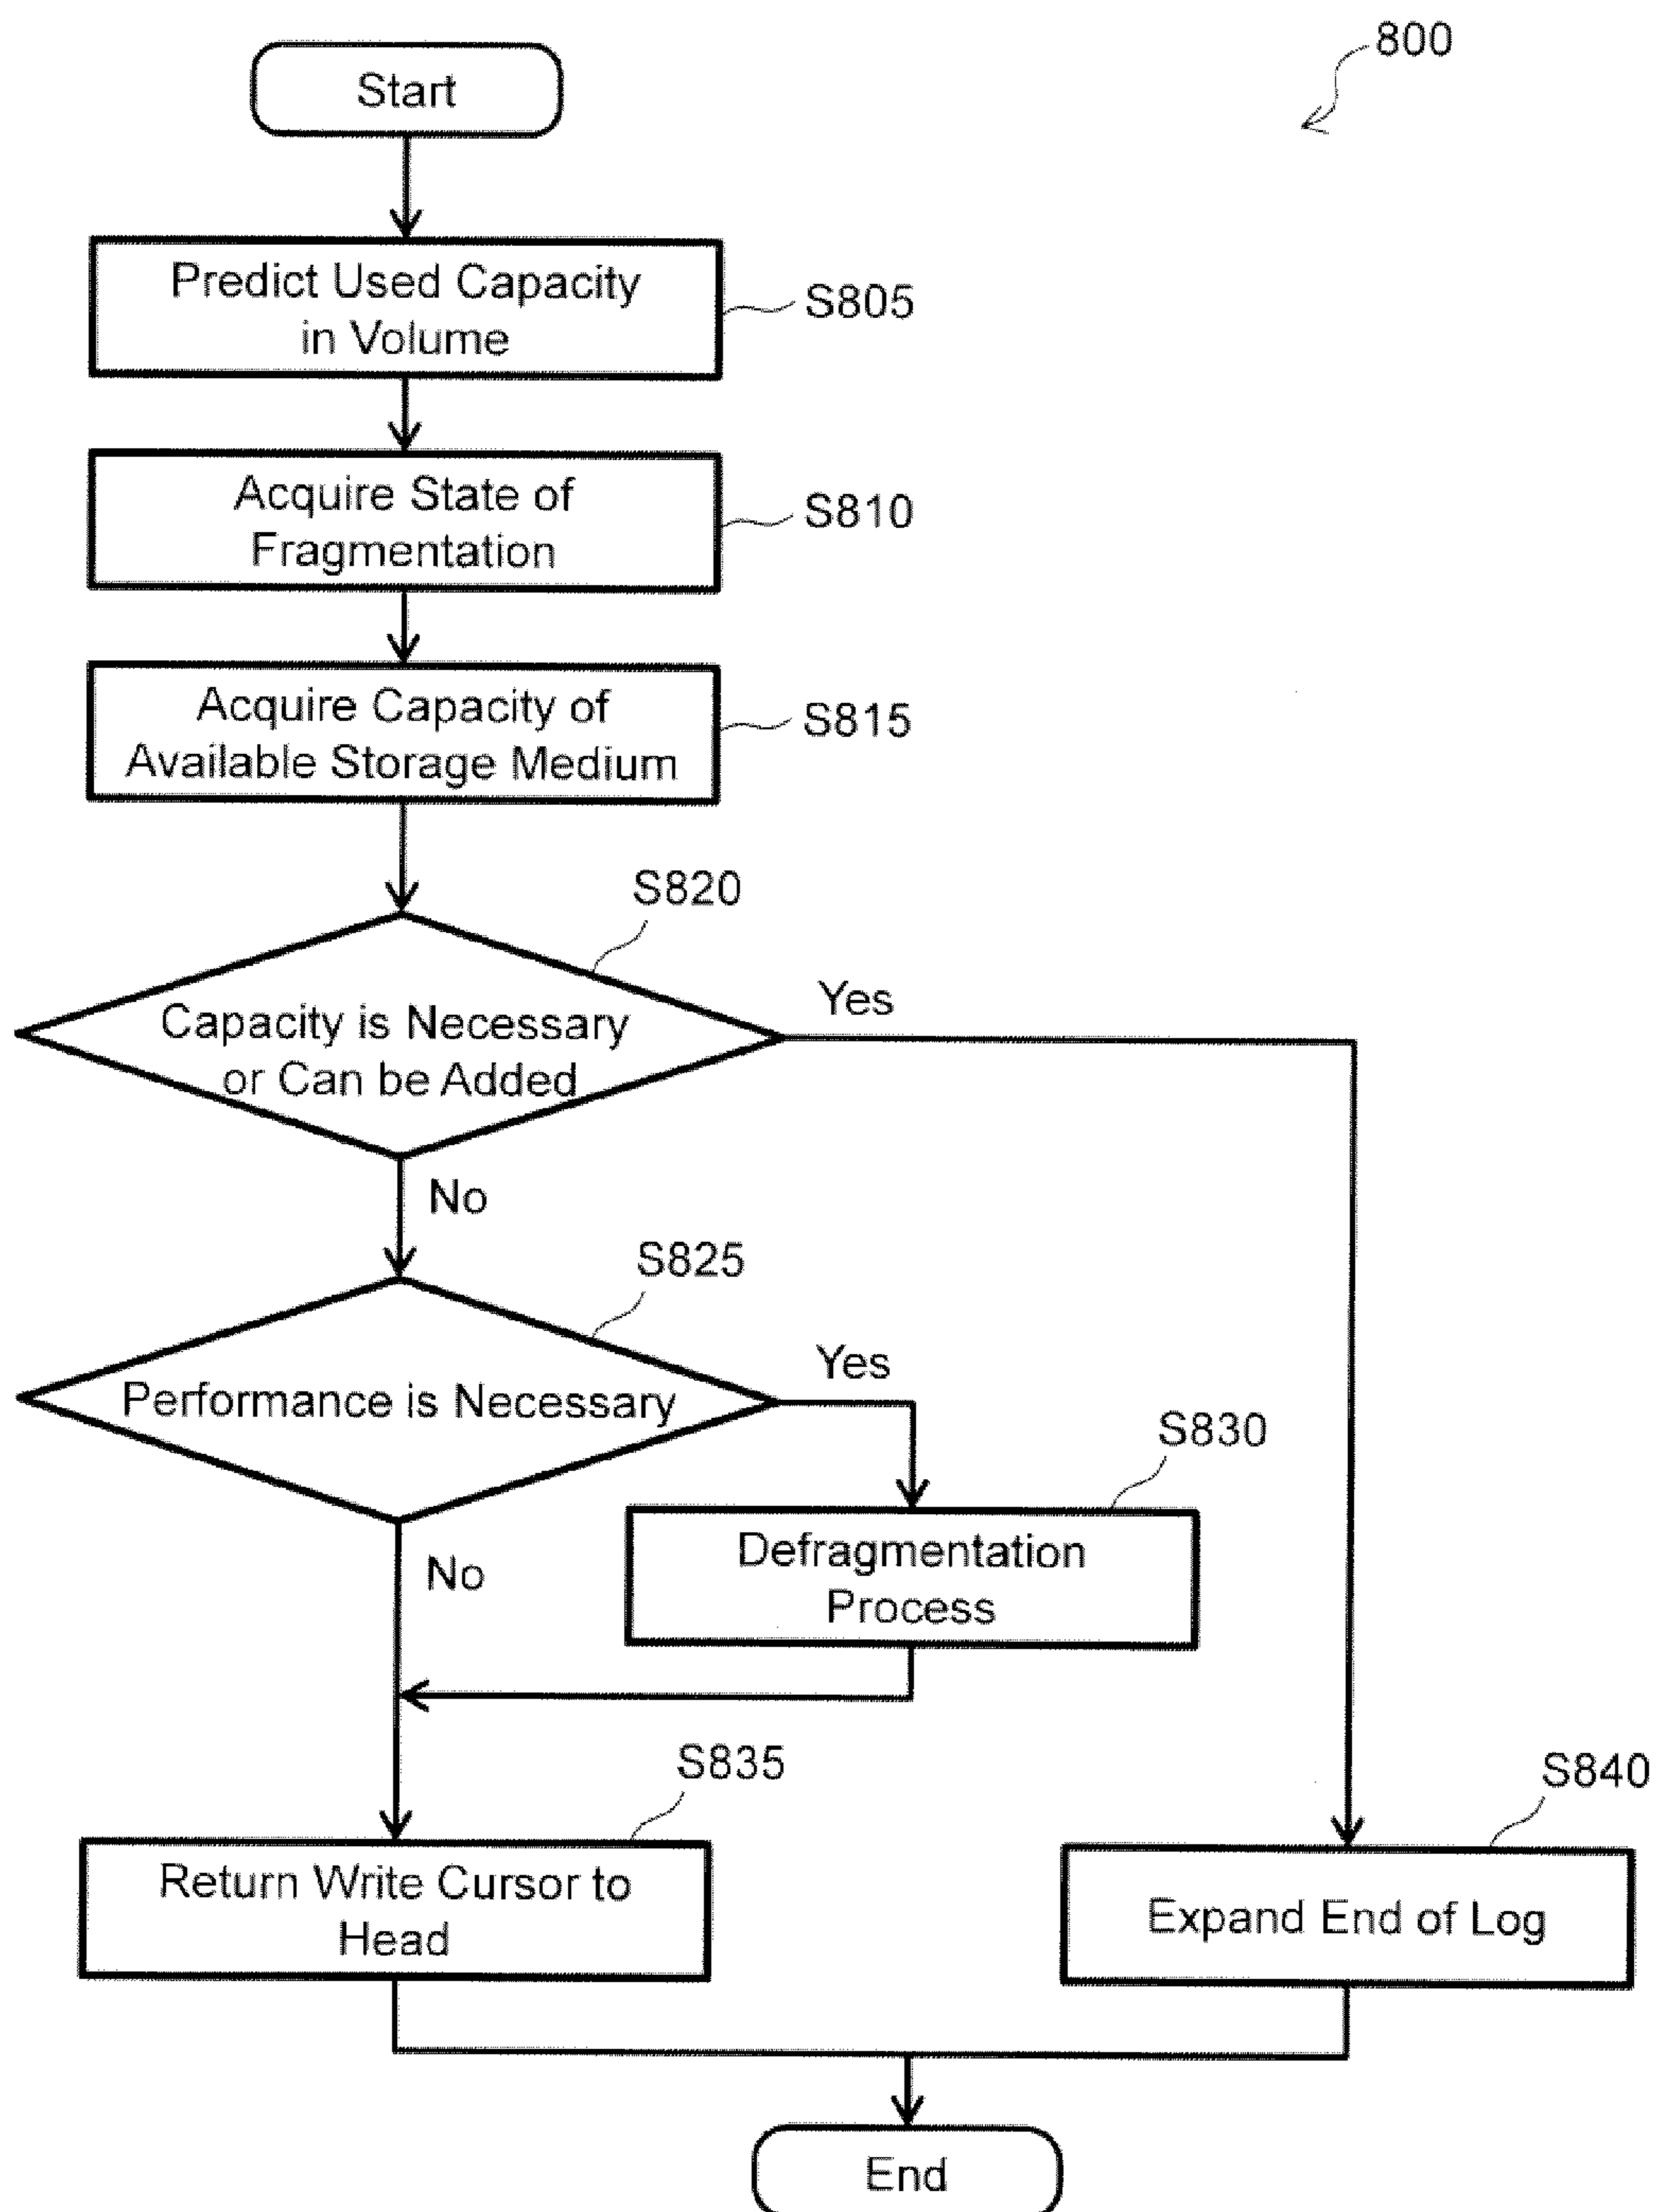 800
Start
Predict Used Capacity
in Volume
S805
Acquire State of
Fragmentation
S810
Acquire Capacity of
Available Storage Medium
S815
S820
Capacity is Necessary
or Can be Added
Yes
No
S825
Performance is Necessary
Yes
S830
Defragmentation
Process
No
S835
Return Write Cursor to
Head
S840
Expand End of Log
End